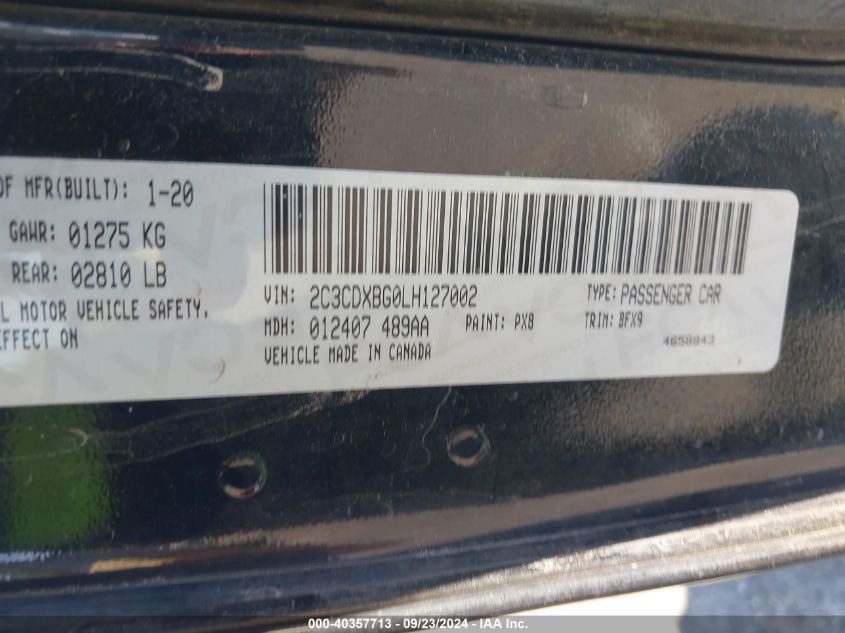 OF MFR(BUILT): 1-20
GAWR: 01275 KG
REAR: 02810 LB
L MOTOR VEHICLE SAFETY,
EFFECT ON
VIN: 2C3CDXBG0LH127002
TYPE: PASSENGER CAR
MDH: 012407 489AA
PAINT: PX8
TRIM: BFX9
VEHICLE MADE IN CANADA
4658843
000-40357713 - 09/23/2024 - IAA Inc.